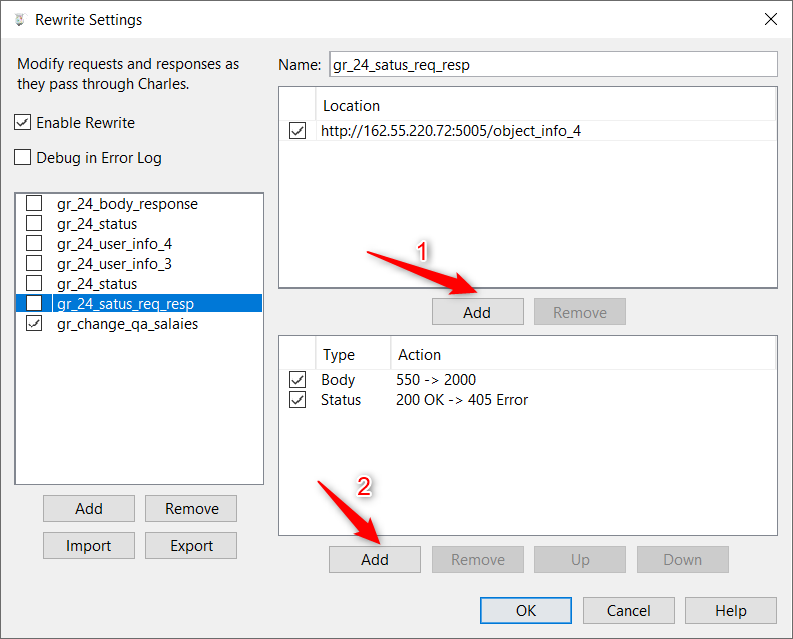 Rewrite Settings
Modify requests and responses as
they pass through Charles.
Enable Rewrite
Debug in Error Log
gr_24_body_response
gr_24_status
gr_24_user_info_4
gr_24_user_info_3
gr_24_status
gr_24_satus_req_resp
gr_change_qa_salaies
Add
Remove
Import
Export
Name:
gr_24_satus_req_resp
Location
http://162.55.220.72:5005/object_info_4
1
Add
Remove
Type
Action
Body
550 -> 2000
Status
200 OK -> 405 Error
2
Add
Remove
Up
Down
OK
Cancel
Help